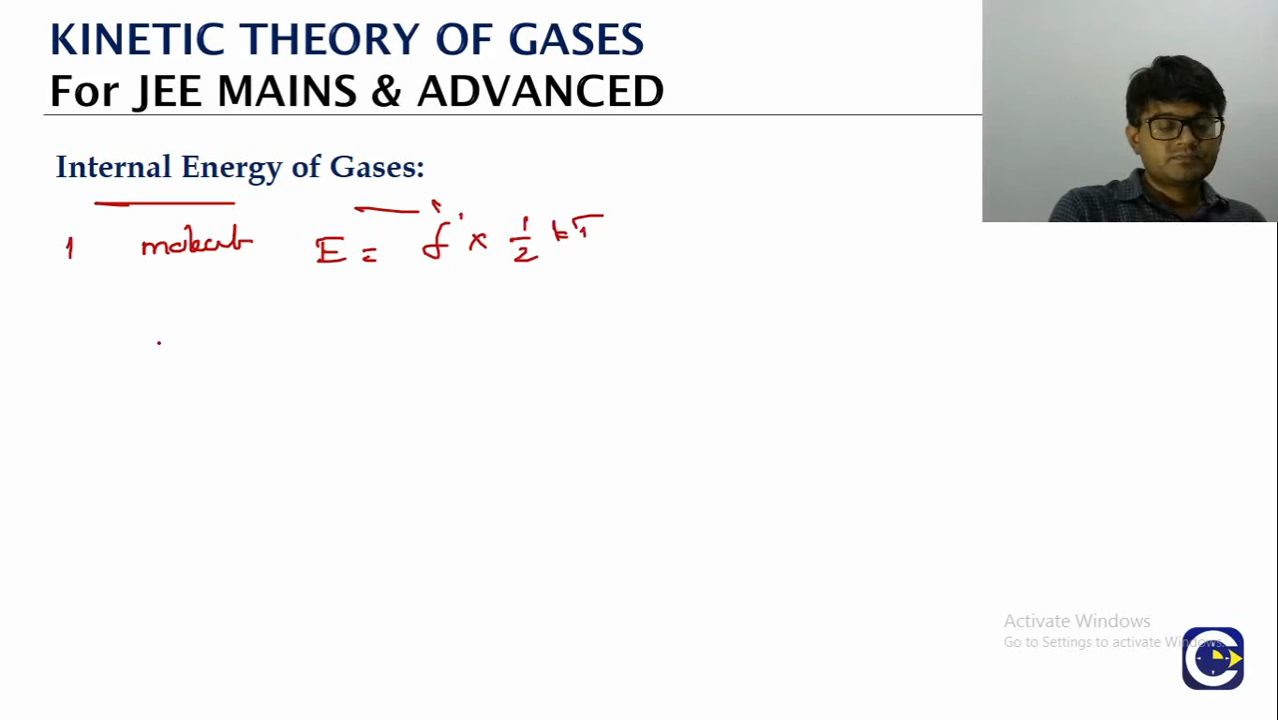 KINETIC THEORY OF GASES
For JEE MAINS & ADVANCED
Internal Energy of Gases:
1 molecule E = f × 1/2 kT
Activate Windows
Go to Settings to activate Windows.